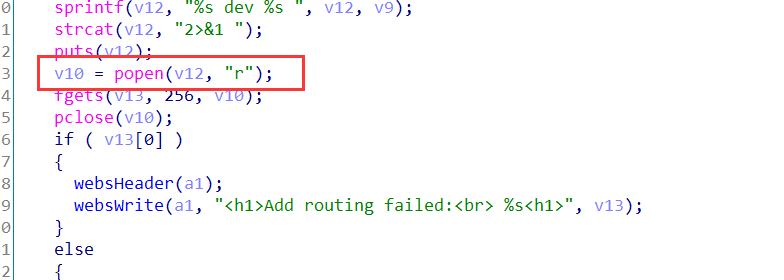 0 sprintf(v12, "%s dev %s ", v12, v9);
1 strcat(v12, "2>&1 ");
2 puts(v12);
3 v10 = popen(v12, "r");
4 fgets(v13, 256, v10);
5 pclose(v10);
6 if ( v13[0] )
7 {
8 websHeader(a1);
9 websWrite(a1, "<h1>Add routing failed:<br> %s<h1>", v13);
0 }
1 else
2 {